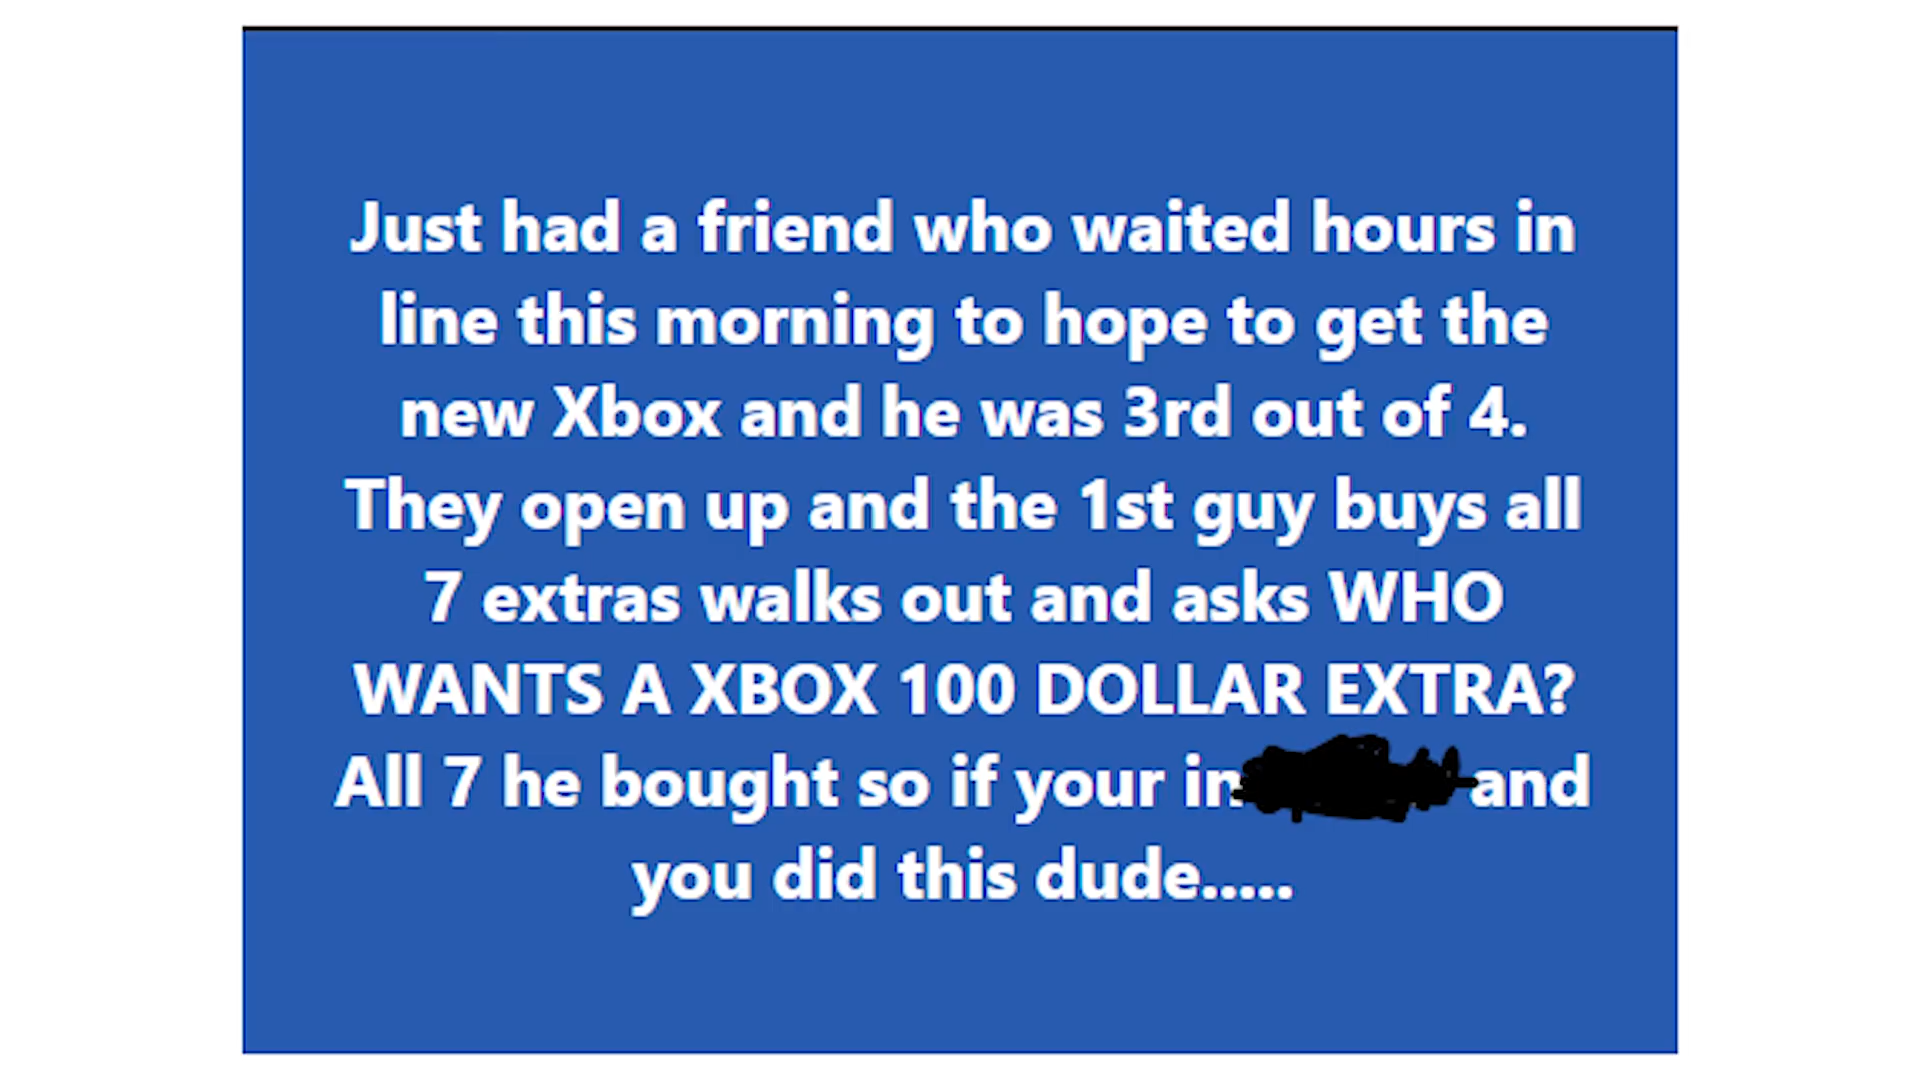 Just had a friend who waited hours in
line this morning to hope to get the
new Xbox and he was 3rd out of 4.
They open up and the 1st guy buys all
7 extras walks out and asks WHO
WANTS A XBOX 100 DOLLAR EXTRA?
All 7 he bought so if your in and
you did this dude.....